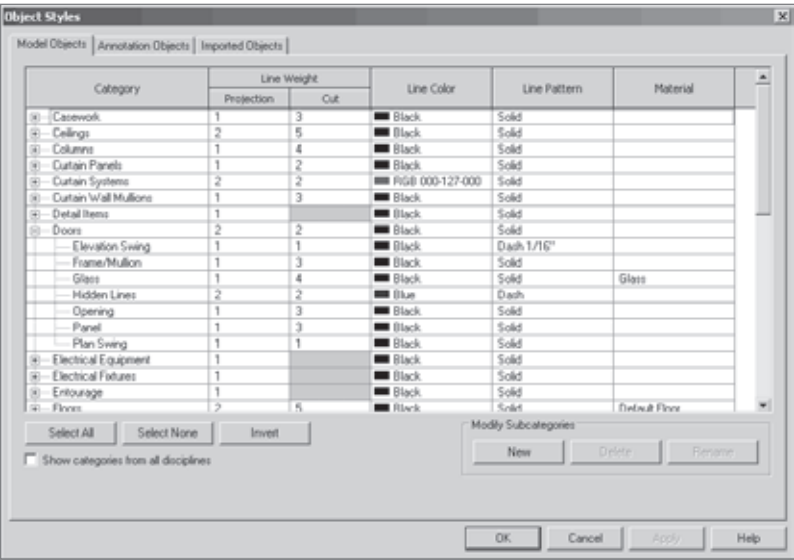 Object Styles
Model Objects Annotation Objects Imported Objects
Category Line Weight Line Color Line Pattern Material
Projection Cut
Casework 1 3 Black Solid
Ceilings 2 5 Black Solid
Columns 1 4 Black Solid
Curtain Panels 1 2 Black Solid
Curtain Systems 2 2 RGB 000-127-000 Solid
Curtain Wall Mullions 1 3 Black Solid
Detail Items 1 Black Solid
Doors 2 2 Black Solid
Elevation Swing 1 1 Black Dash 1/16"
Frame/Mullion 1 3 Black Solid
Glass 1 4 Black Solid Glass
Hidden Lines 2 2 Blue Dash
Opening 1 3 Black Solid
Panel 1 3 Black Solid
Plan Swing 1 1 Black Solid
Electrical Equipment 1 Black Solid
Electrical Fixtures 1 Black Solid
Entourage 1 Black Solid
Floors 2 5 Black Solid Default Floor
Select All Select None Invert
Modify Subcategories
New Delete Rename
Show categories from all disciplines
OK Cancel Apply Help